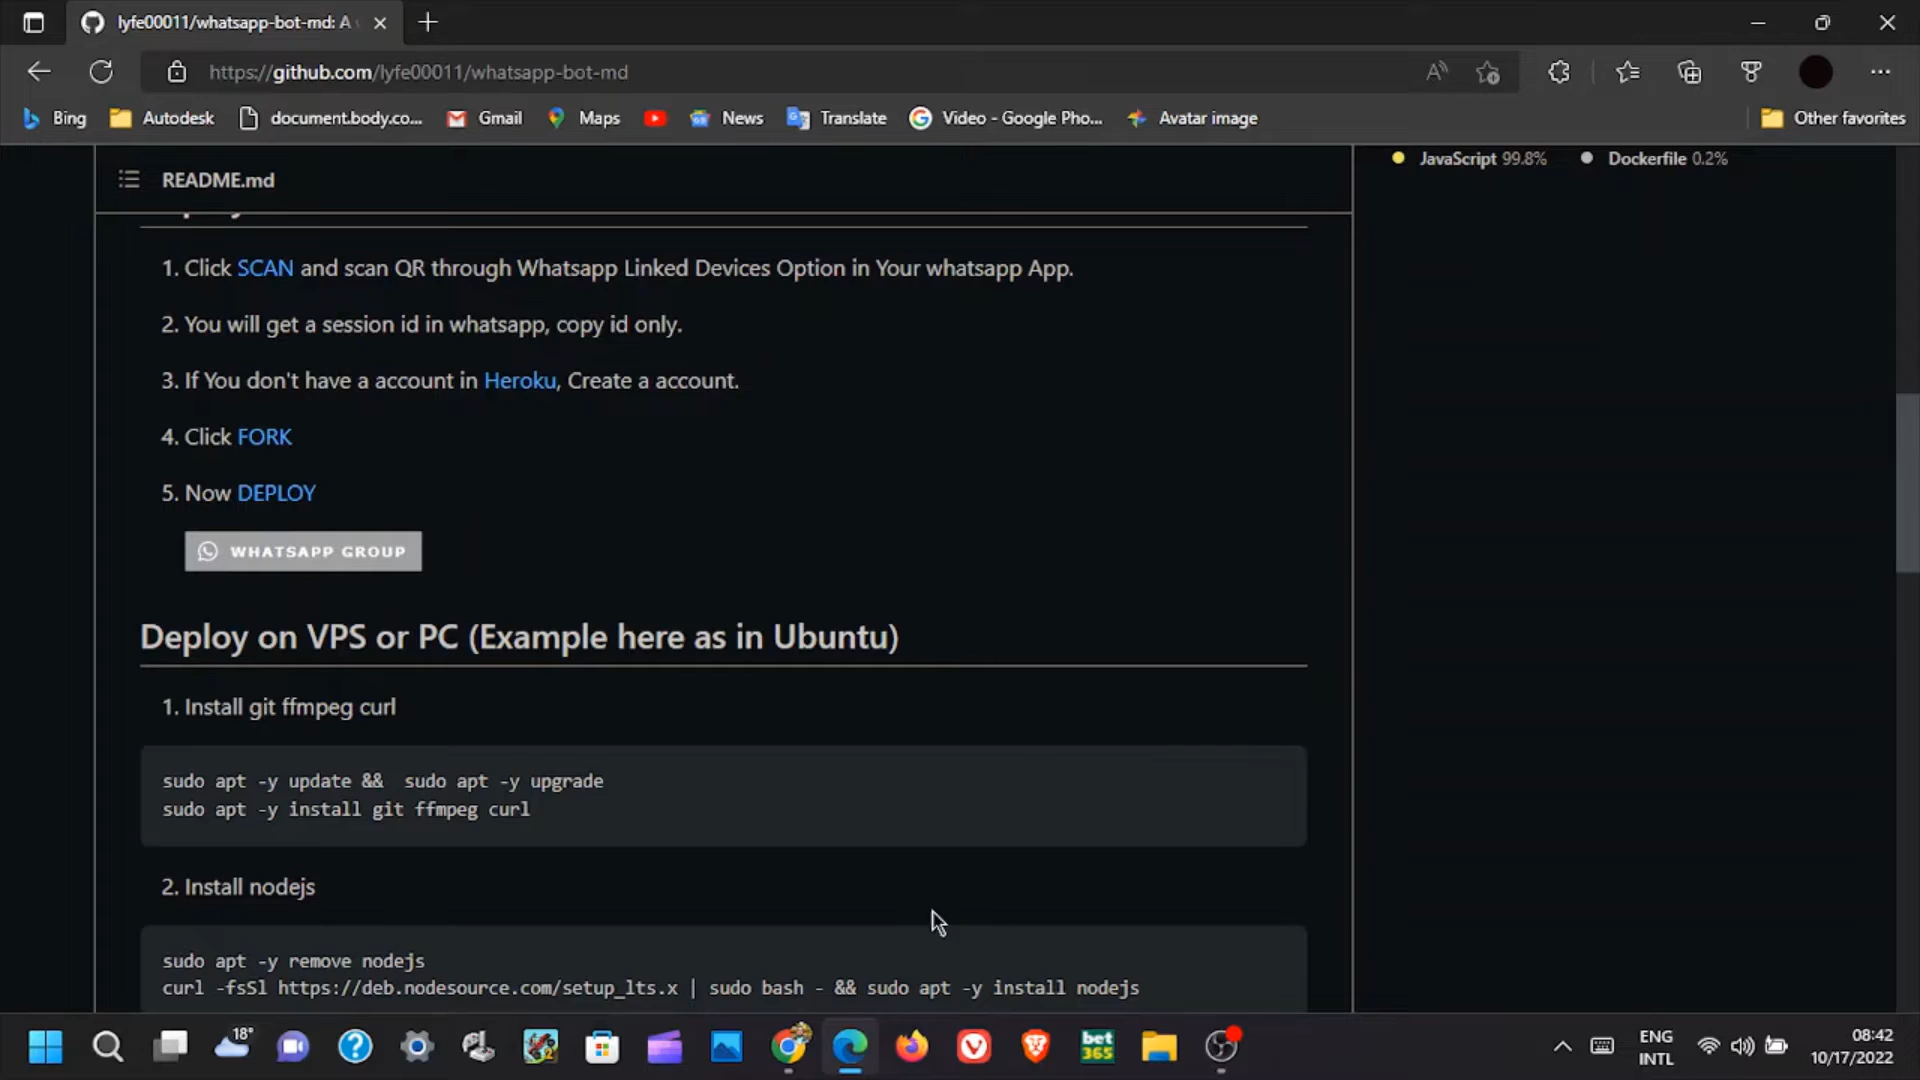 lyfe00011/whatsapp-bot-md: A
https://github.com/lyfe00011/whatsapp-bot-md
Bing
Autodesk
document.body.co...
Gmail
Maps
News
Translate
Video - Google Pho...
Avatar image
Other favorites
README.md
JavaScript 99.8%
Dockerfile 0.2%
1. Click SCAN and scan QR through Whatsapp Linked Devices Option in Your whatsapp App.
2. You will get a session id in whatsapp, copy id only.
3. If You don't have a account in Heroku, Create a account.
4. Click FORK
5. Now DEPLOY
WHATSAPP GROUP
Deploy on VPS or PC (Example here as in Ubuntu)
1. Install git ffmpeg curl
sudo apt -y update &&  sudo apt -y upgrade
sudo apt -y install git ffmpeg curl
2. Install nodejs
sudo apt -y remove nodejs
curl -fsSl https://deb.nodesource.com/setup_lts.x | sudo bash - && sudo apt -y install nodejs
18°
bet
365
ENG
INTL
08:42
10/17/2022